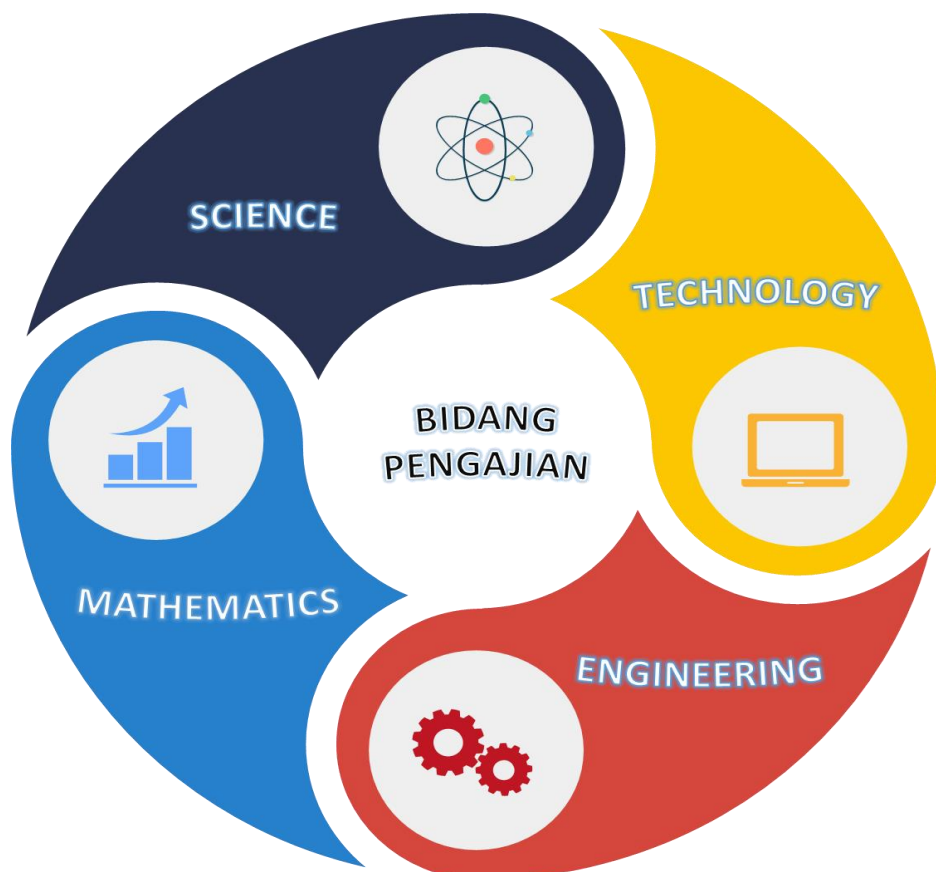 SCIENCE
TECHNOLOGY
BIDANG
PENGAJIAN
MATHEMATICS
ENGINEERING